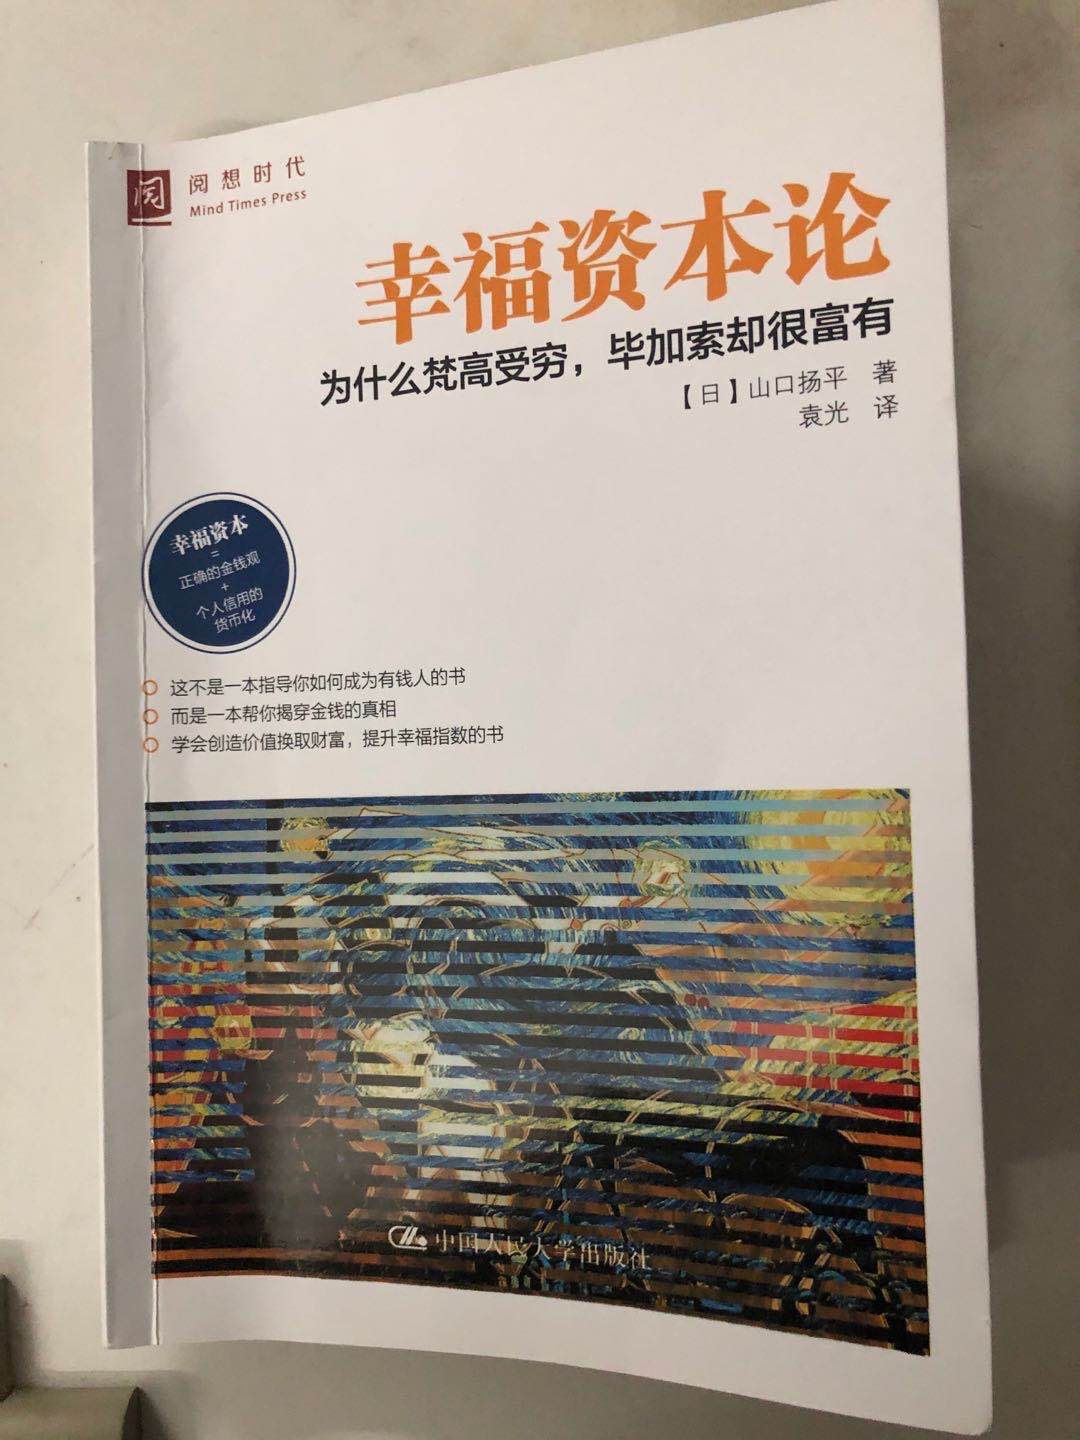 阅
阅想时代
Mind Times Press
幸福资本论
为什么梵高受穷，毕加索却很富有
【日】山口扬平 著
袁光 译
幸福资本
=
正确的金钱观
+
个人信用的
货币化
这不是一本指导你如何成为有钱人的书
而是一本帮你揭穿金钱的真相
学会创造价值换取财富，提升幸福指数的书
中国人民大学出版社